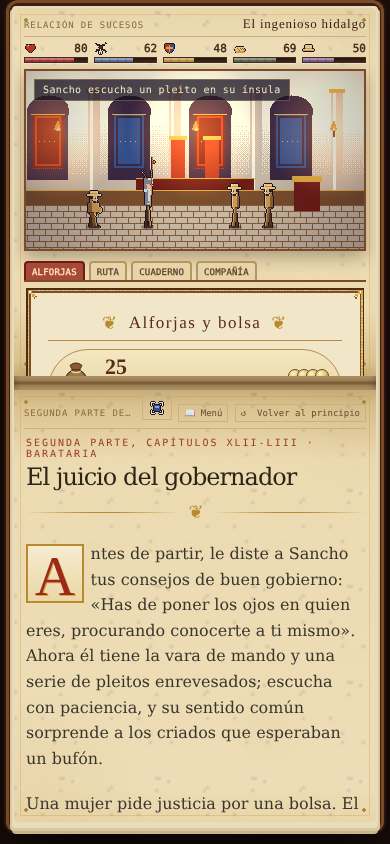 RELACIÓN DE SUCESOS
El ingenioso hidalgo
80 62 48 69 50
Sancho escucha un pleito en su ínsula
ALFORJAS RUTA CUADERNO COMPAÑÍA
Alforjas y bolsa
25
SEGUNDA PARTE DE…
Menú
Volver al principio
SEGUNDA PARTE, CAPÍTULOS XLII-LIII ·
BARATARIA
El juicio del gobernador
Antes de partir, le diste a Sancho
tus consejos de buen gobierno:
«Has de poner los ojos en quien
eres, procurando conocerte a ti mismo».
Ahora él tiene la vara de mando y una
serie de pleitos enrevesados; escucha
con paciencia, y su sentido común
sorprende a los criados que esperaban
un bufón.
Una mujer pide justicia por una bolsa. El